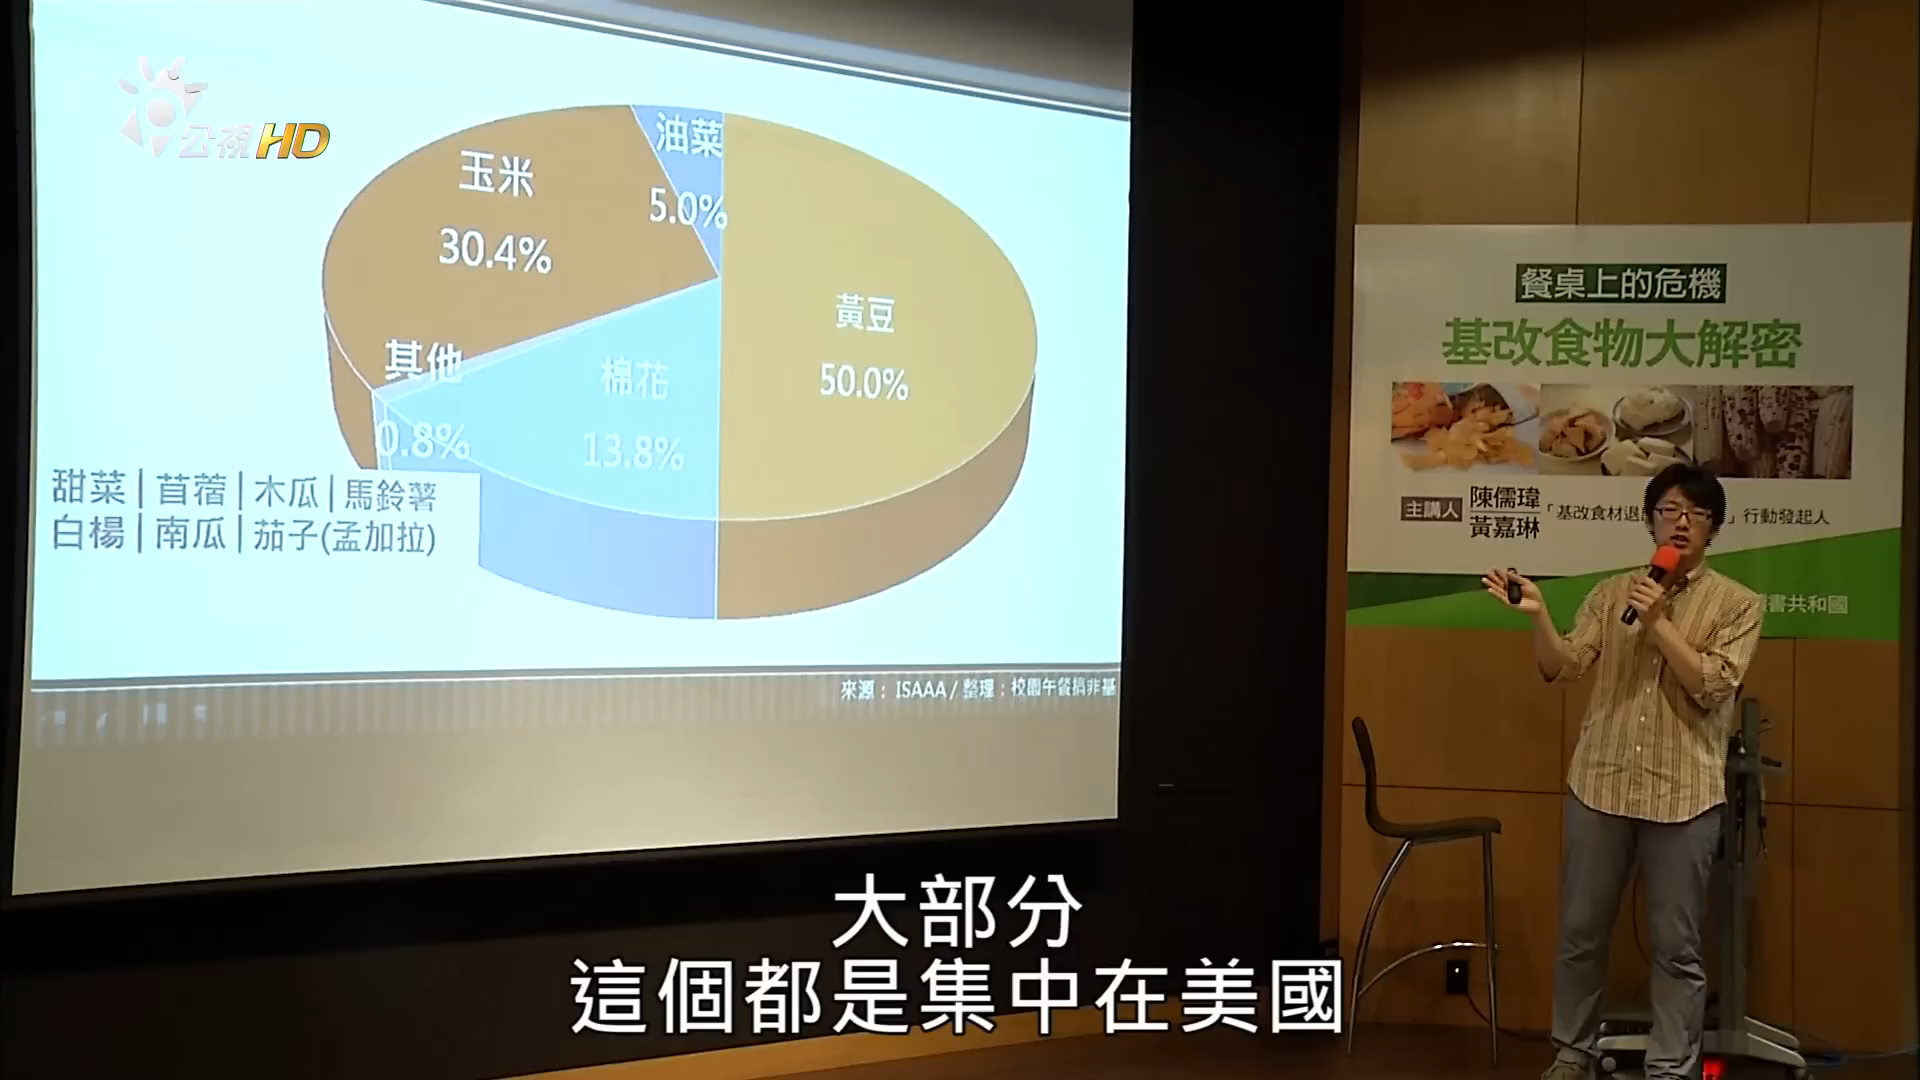 公視HD
油菜
5.0%
玉米
30.4%
黃豆
50.0%
其他
0.8%
棉花
13.8%
甜菜 | 苜蓿 | 木瓜 | 馬鈴薯
白楊 | 南瓜 | 茄子(孟加拉)
來源：ISAAA / 整理：校園午餐搞非基
餐桌上的危機
基改食物大解密
主講人 陳儒瑋
黃嘉琳
「基改食材退
」行動發起人
書共和國
大部分
這個都是集中在美國